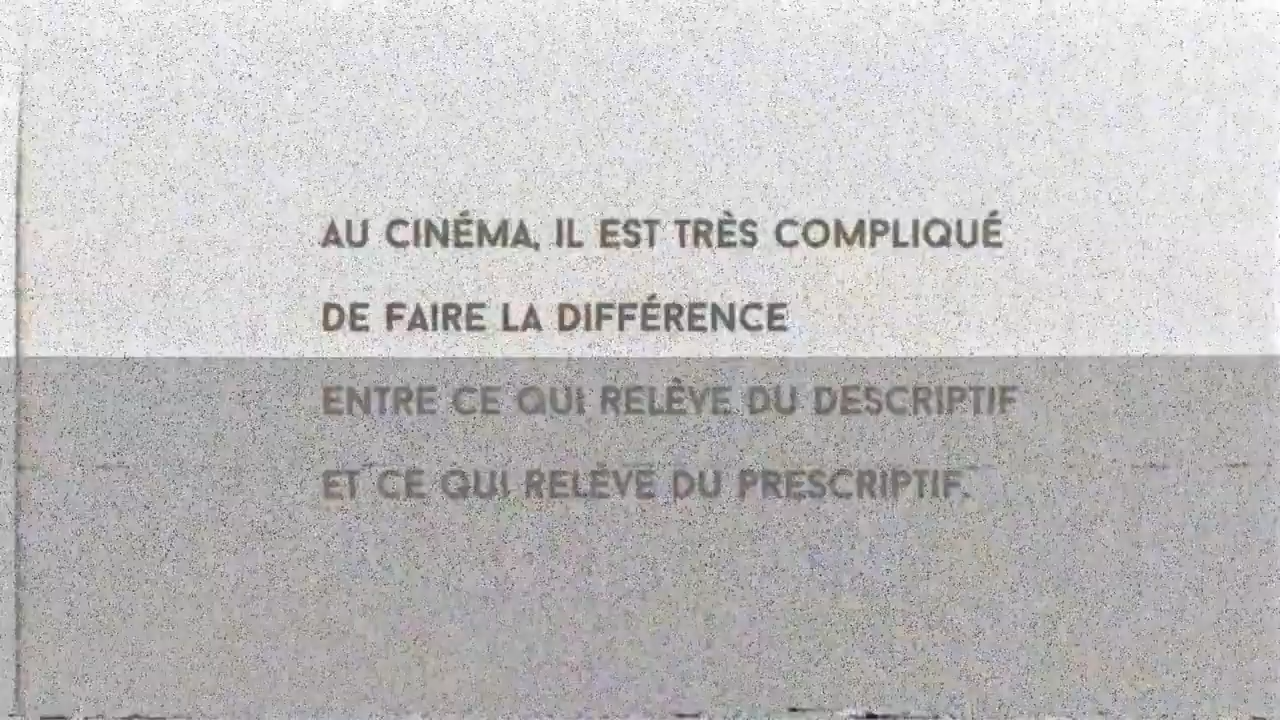 AU CINÉMA, IL EST TRÈS COMPLIQUÉ
DE FAIRE LA DIFFÉRENCE
ENTRE CE QUI RELÈVE DU DESCRIPTIF
ET CE QUI RELÈVE DU PRESCRIPTIF.